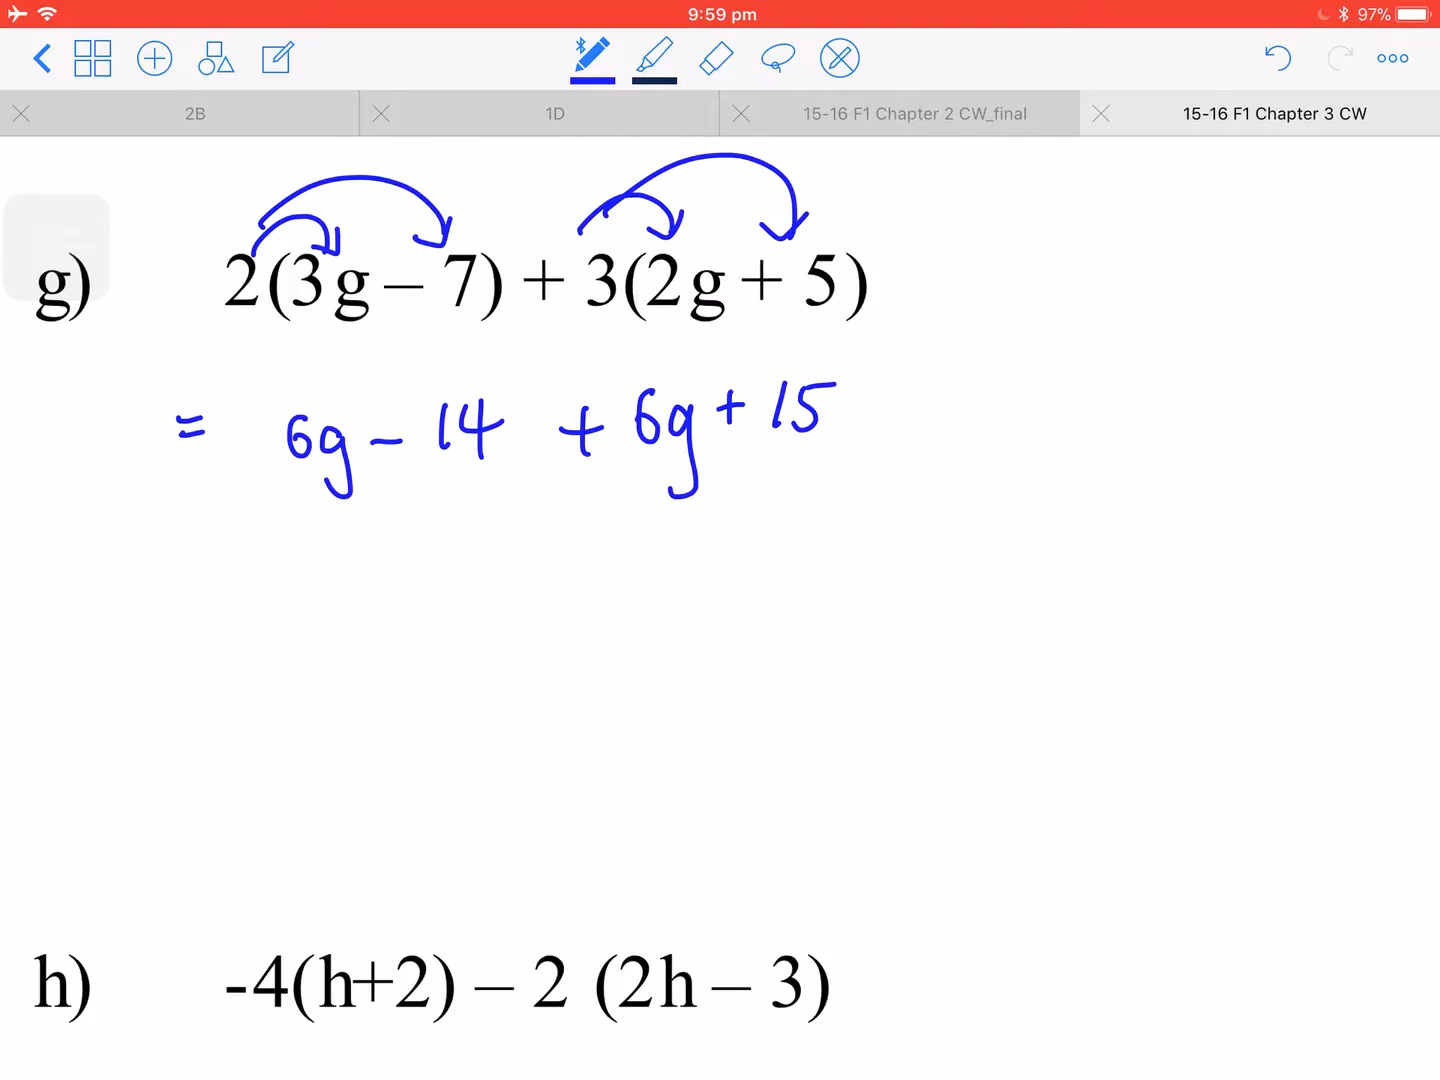 9:59 pm 97%
2B 1D 15-16 F1 Chapter 2 CW_final 15-16 F1 Chapter 3 CW
g) 2(3g – 7) + 3(2g + 5)
= 6g - 14 + 6g + 15
h) -4(h+2) – 2 (2h – 3)